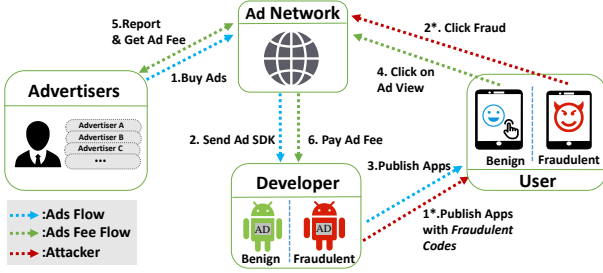 Ad Network
5.Report
& Get Ad Fee
1.Buy Ads
2*. Click Fraud
4. Click on
Ad View
Advertisers
Advertiser A
Advertiser B
Advertiser C
...
2. Send Ad SDK
6. Pay Ad Fee
Benign
Fraudulent
User
3.Publish Apps
1*.Publish Apps
with Fraudulent
Codes
Developer
AD
AD
Benign
Fraudulent
:Ads Flow
:Ads Fee Flow
:Attacker